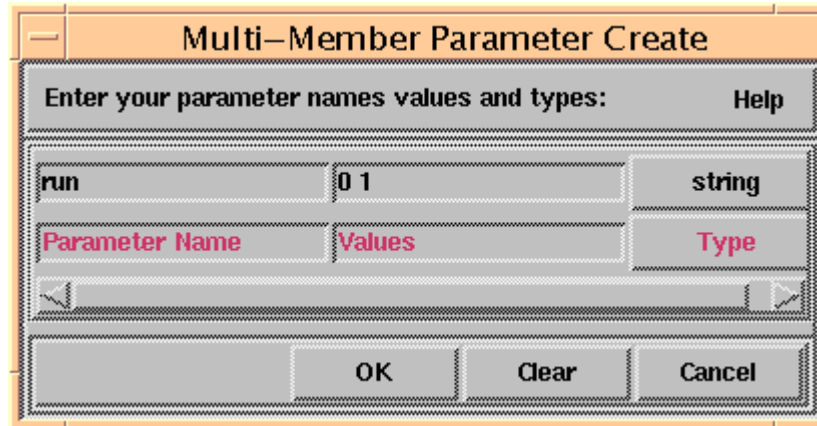 Multi-Member Parameter Create
Enter your parameter names values and types: Help
run 0 1 string
Parameter Name Values Type
OK Clear Cancel